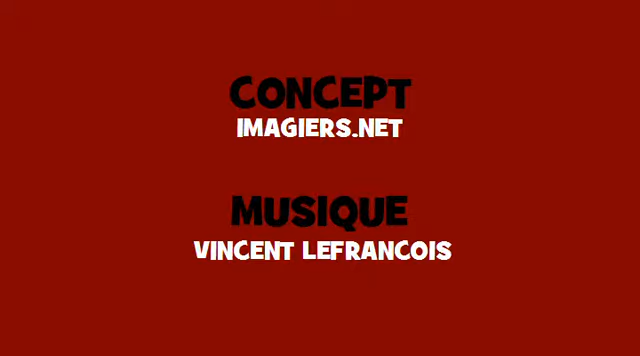 CONCEPT
IMAGIERS.NET
MUSIQUE
VINCENT LEFRANCOIS